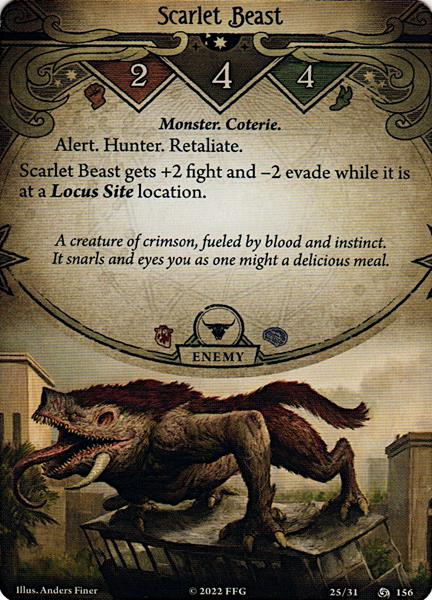 Scarlet Beast
2
4
4
Monster. Coterie.
Alert. Hunter. Retaliate.
Scarlet Beast gets +2 fight and –2 evade while it is
at a Locus Site location.
A creature of crimson, fueled by blood and instinct.
It snarls and eyes you as one might a delicious meal.
ENEMY
Illus. Anders Finer
© 2022 FFG
25/31
156